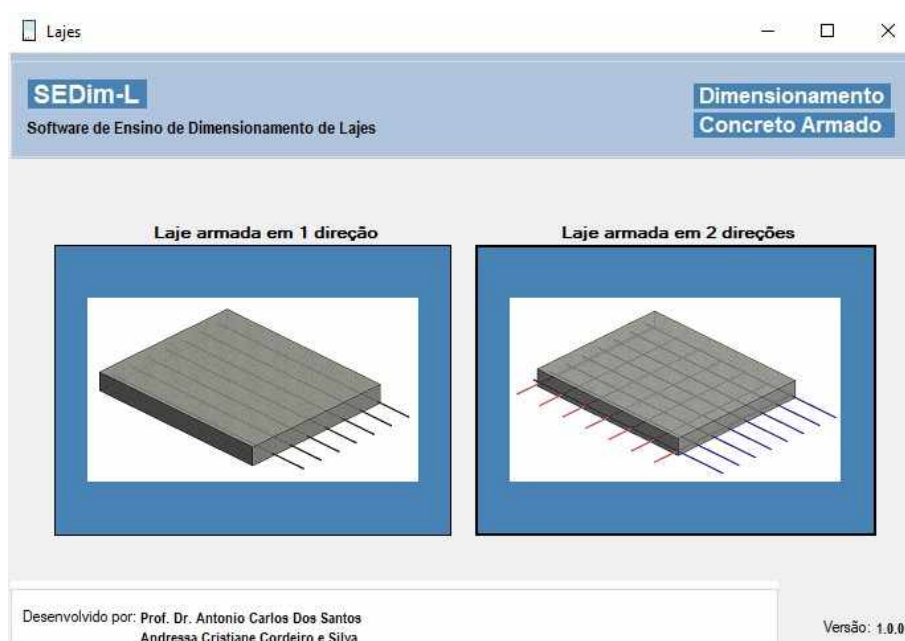 Lajes
SEDim-L
Software de Ensino de Dimensionamento de Lajes
Dimensionamento
Concreto Armado
Laje armada em 1 direção
Laje armada em 2 direções
Desenvolvido por: Prof. Dr. Antonio Carlos Dos Santos
Andressa Cristiane Cordeiro e Silva
Versão: 1.0.0